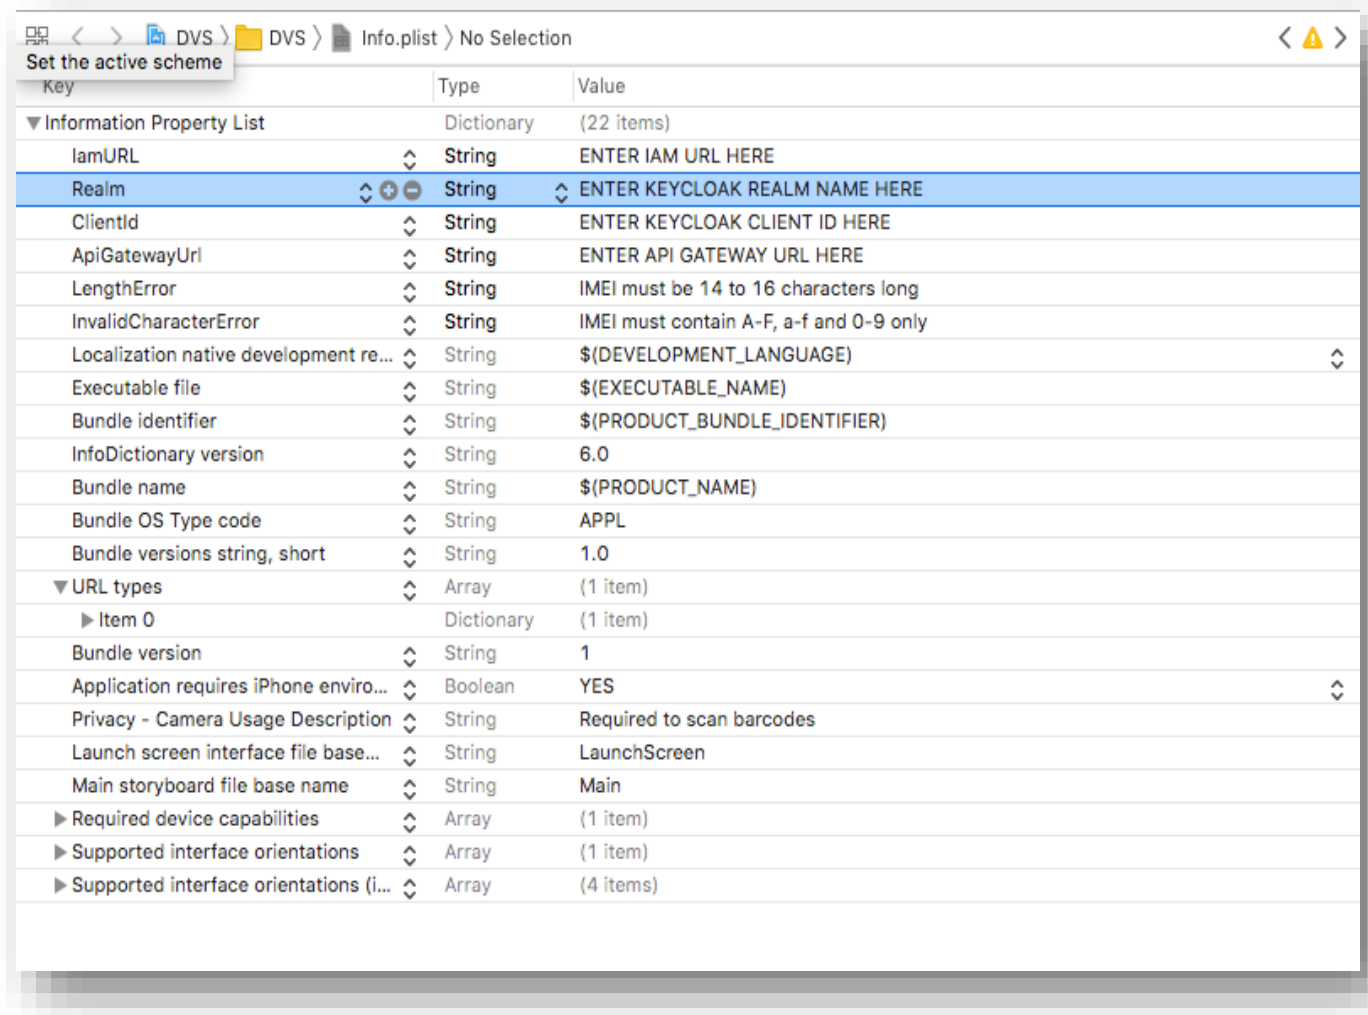 DVS DVS Info.plist No Selection
Set the active scheme
Key Type Value
Information Property List Dictionary (22 items)
IamURL String ENTER IAM URL HERE
Realm String ENTER KEYCLOAK REALM NAME HERE
ClientId String ENTER KEYCLOAK CLIENT ID HERE
ApiGatewayUrl String ENTER API GATEWAY URL HERE
LengthError String IMEI must be 14 to 16 characters long
InvalidCharacterError String IMEI must contain A-F, a-f and 0-9 only
Localization native development re... String $(DEVELOPMENT_LANGUAGE)
Executable file String $(EXECUTABLE_NAME)
Bundle identifier String $(PRODUCT_BUNDLE_IDENTIFIER)
InfoDictionary version String 6.0
Bundle name String $(PRODUCT_NAME)
Bundle OS Type code String APPL
Bundle versions string, short String 1.0
URL types Array (1 item)
Item 0 Dictionary (1 item)
Bundle version String 1
Application requires iPhone enviro... Boolean YES
Privacy - Camera Usage Description String Required to scan barcodes
Launch screen interface file base... String LaunchScreen
Main storyboard file base name String Main
Required device capabilities Array (1 item)
Supported interface orientations Array (1 item)
Supported interface orientations (i... Array (4 items)